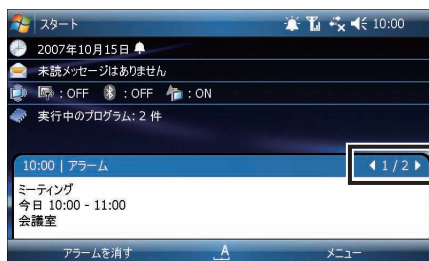 スタート 10:00
2007年10月15日
未読メッセージはありません
: OFF : OFF : ON
実行中のプログラム: 2 件
10:00 | アラーム 1 / 2
ミーティング
今日 10:00 - 11:00
会議室
アラームを消す A メニュー